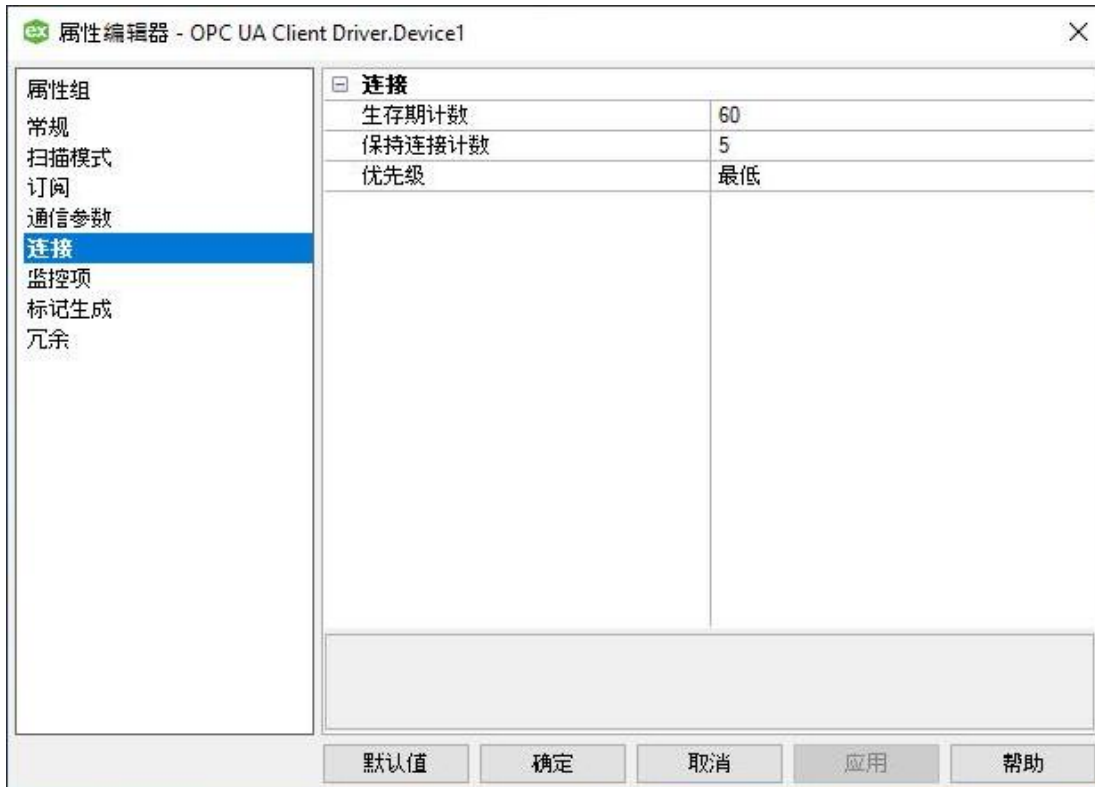 ex 属性编辑器 - OPC UA Client Driver.Device1
属性组
常规
扫描模式
订阅
通信参数
连接
监控项
标记生成
冗余
连接
生存期计数 60
保持连接计数 5
优先级 最低
默认值 确定 取消 应用 帮助